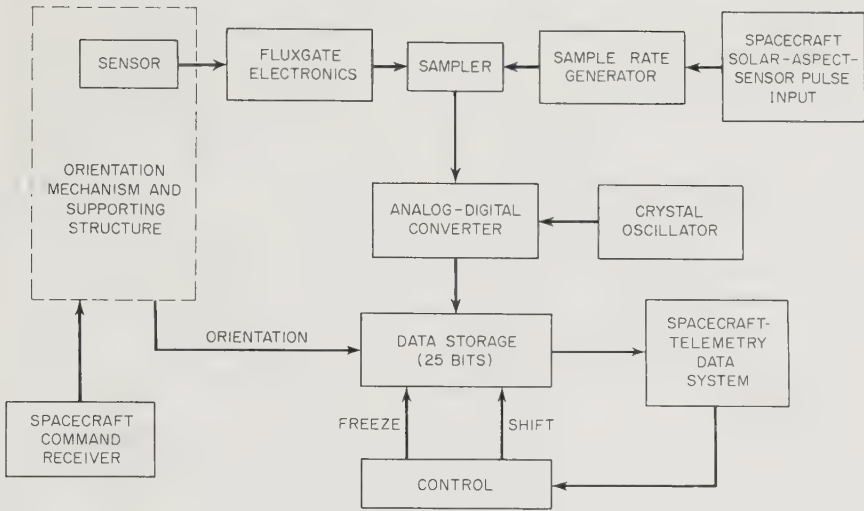 SENSOR
FLUXGATE
ELECTRONICS
SAMPLER
SAMPLE RATE
GENERATOR
SPACECRAFT
SOLAR-ASPECT-
SENSOR PULSE
INPUT
ORIENTATION
MECHANISM AND
SUPPORTING
STRUCTURE
ANALOG-DIGITAL
CONVERTER
CRYSTAL
OSCILLATOR
ORIENTATION
DATA STORAGE
(25 BITS)
SPACECRAFT-
TELEMETRY
DATA
SYSTEM
SPACECRAFT
COMMAND
RECEIVER
FREEZE
SHIFT
CONTROL